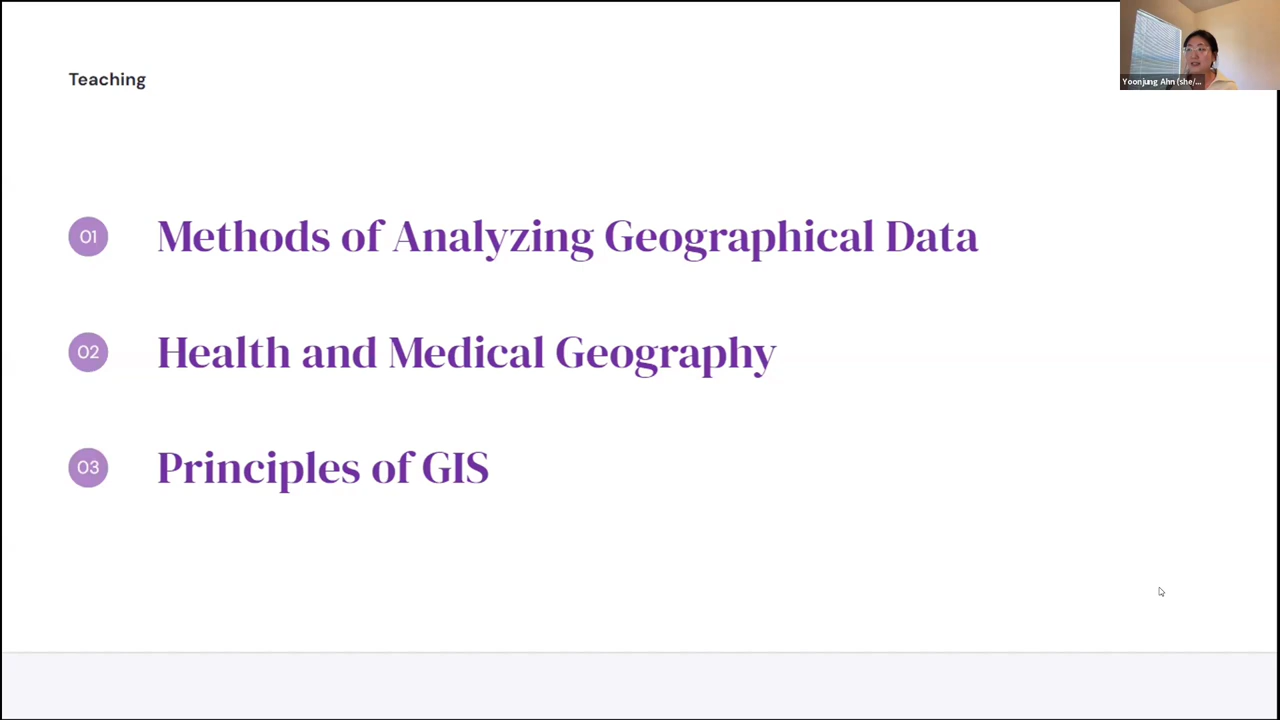 Teaching
Yoonjung Ahn (she/...
01 Methods of Analyzing Geographical Data
02 Health and Medical Geography
03 Principles of GIS